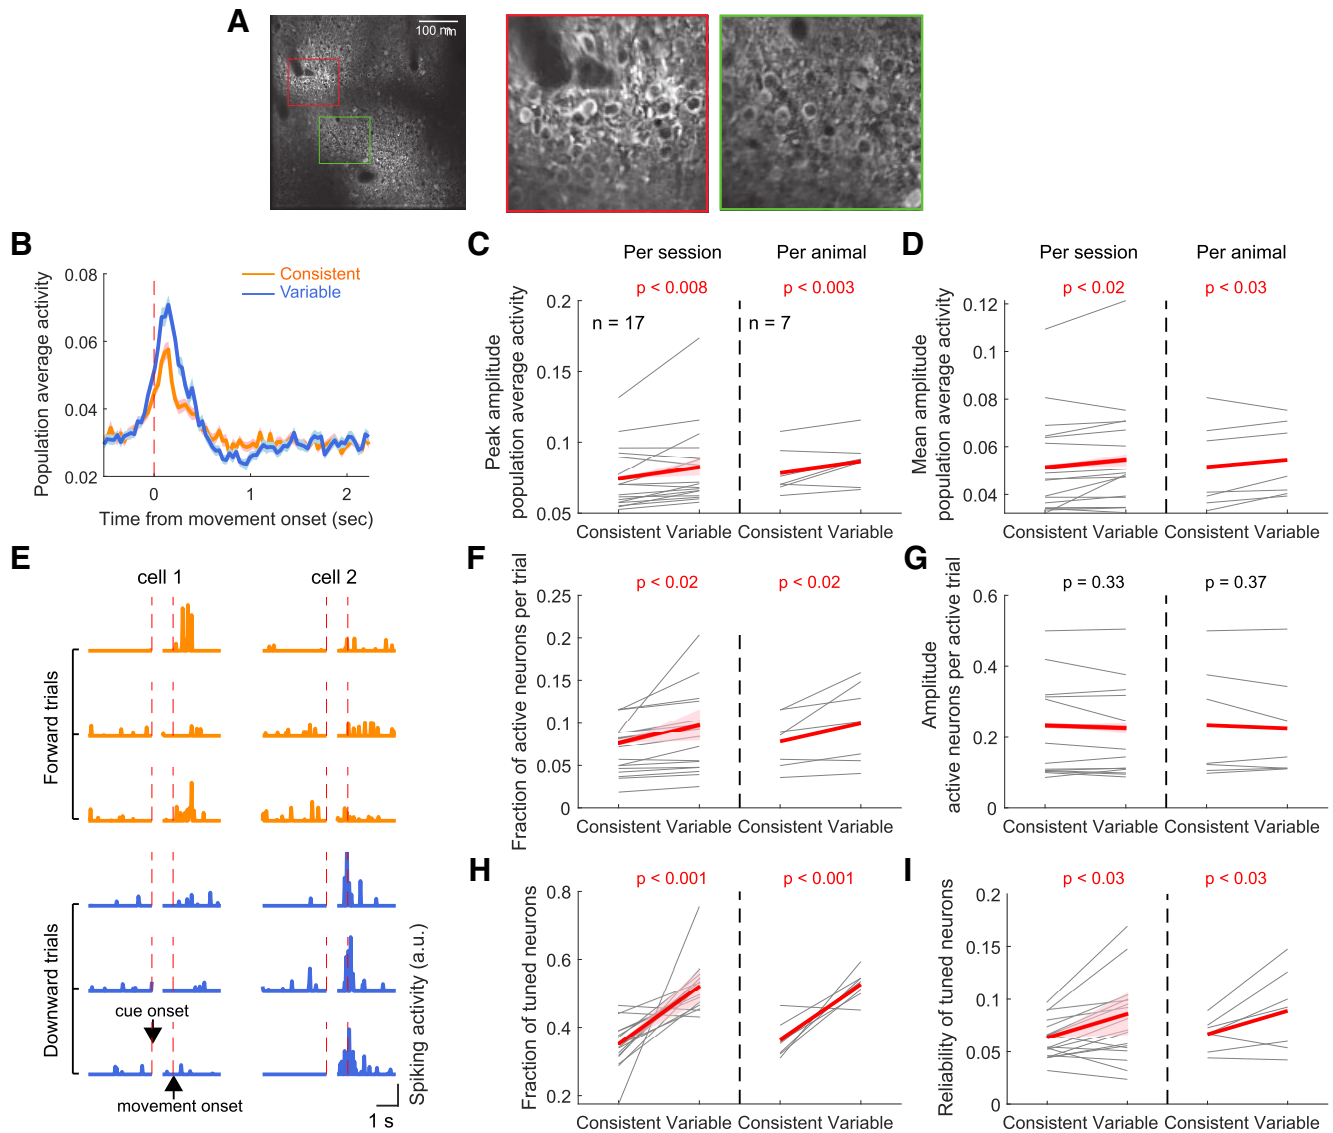 A
100 m
B
Population average activity
0.08
0.06
0.04
0.02
Consistent
Variable
0
1
2
Time from movement onset (sec)
C
Per session
Per animal
p < 0.008
p < 0.003
n = 17
n = 7
Peak amplitude
population average activity
0.2
0.15
0.1
0.05
Consistent Variable
Consistent Variable
D
Per session
Per animal
p < 0.02
p < 0.03
Mean amplitude
population average activity
0.12
0.1
0.08
0.06
0.04
Consistent Variable
Consistent Variable
E
cell 1
cell 2
Forward trials
Downward trials
cue onset
movement onset
Spiking activity (a.u.)
1 s
F
p < 0.02
p < 0.02
Fraction of active neurons per trial
0.25
0.2
0.15
0.1
0.05
0
Consistent Variable
Consistent Variable
G
p = 0.33
p = 0.37
Amplitude
active neurons per active trial
0.6
0.4
0.2
0
Consistent Variable
Consistent Variable
H
p < 0.001
p < 0.001
Fraction of tuned neurons
0.8
0.6
0.4
0.2
Consistent Variable
Consistent Variable
I
p < 0.03
p < 0.03
Reliability of tuned neurons
0.2
0.15
0.1
0.05
0
Consistent Variable
Consistent Variable